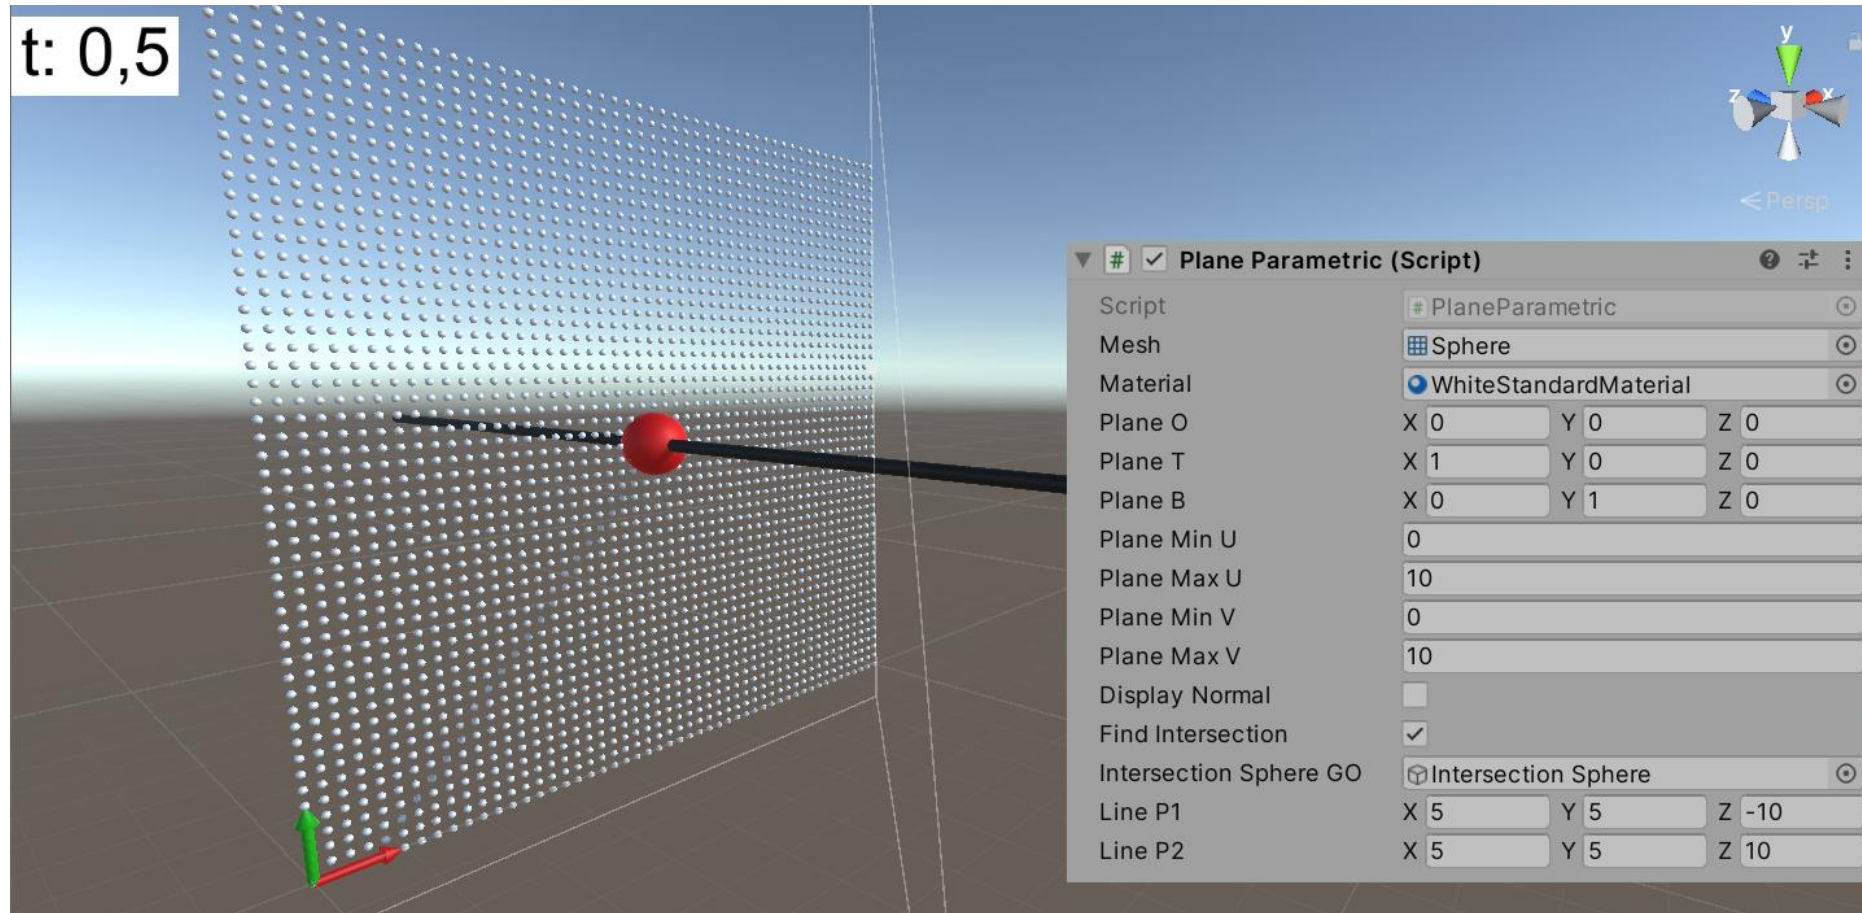 t: 0,5
y
z x
< Persp
# Plane Parametric (Script)
Script # PlaneParametric
Mesh Sphere
Material WhiteStandardMaterial
Plane O X 0 Y 0 Z 0
Plane T X 1 Y 0 Z 0
Plane B X 0 Y 1 Z 0
Plane Min U 0
Plane Max U 10
Plane Min V 0
Plane Max V 10
Display Normal
Find Intersection
Intersection Sphere GO Intersection Sphere
Line P1 X 5 Y 5 Z -10
Line P2 X 5 Y 5 Z 10